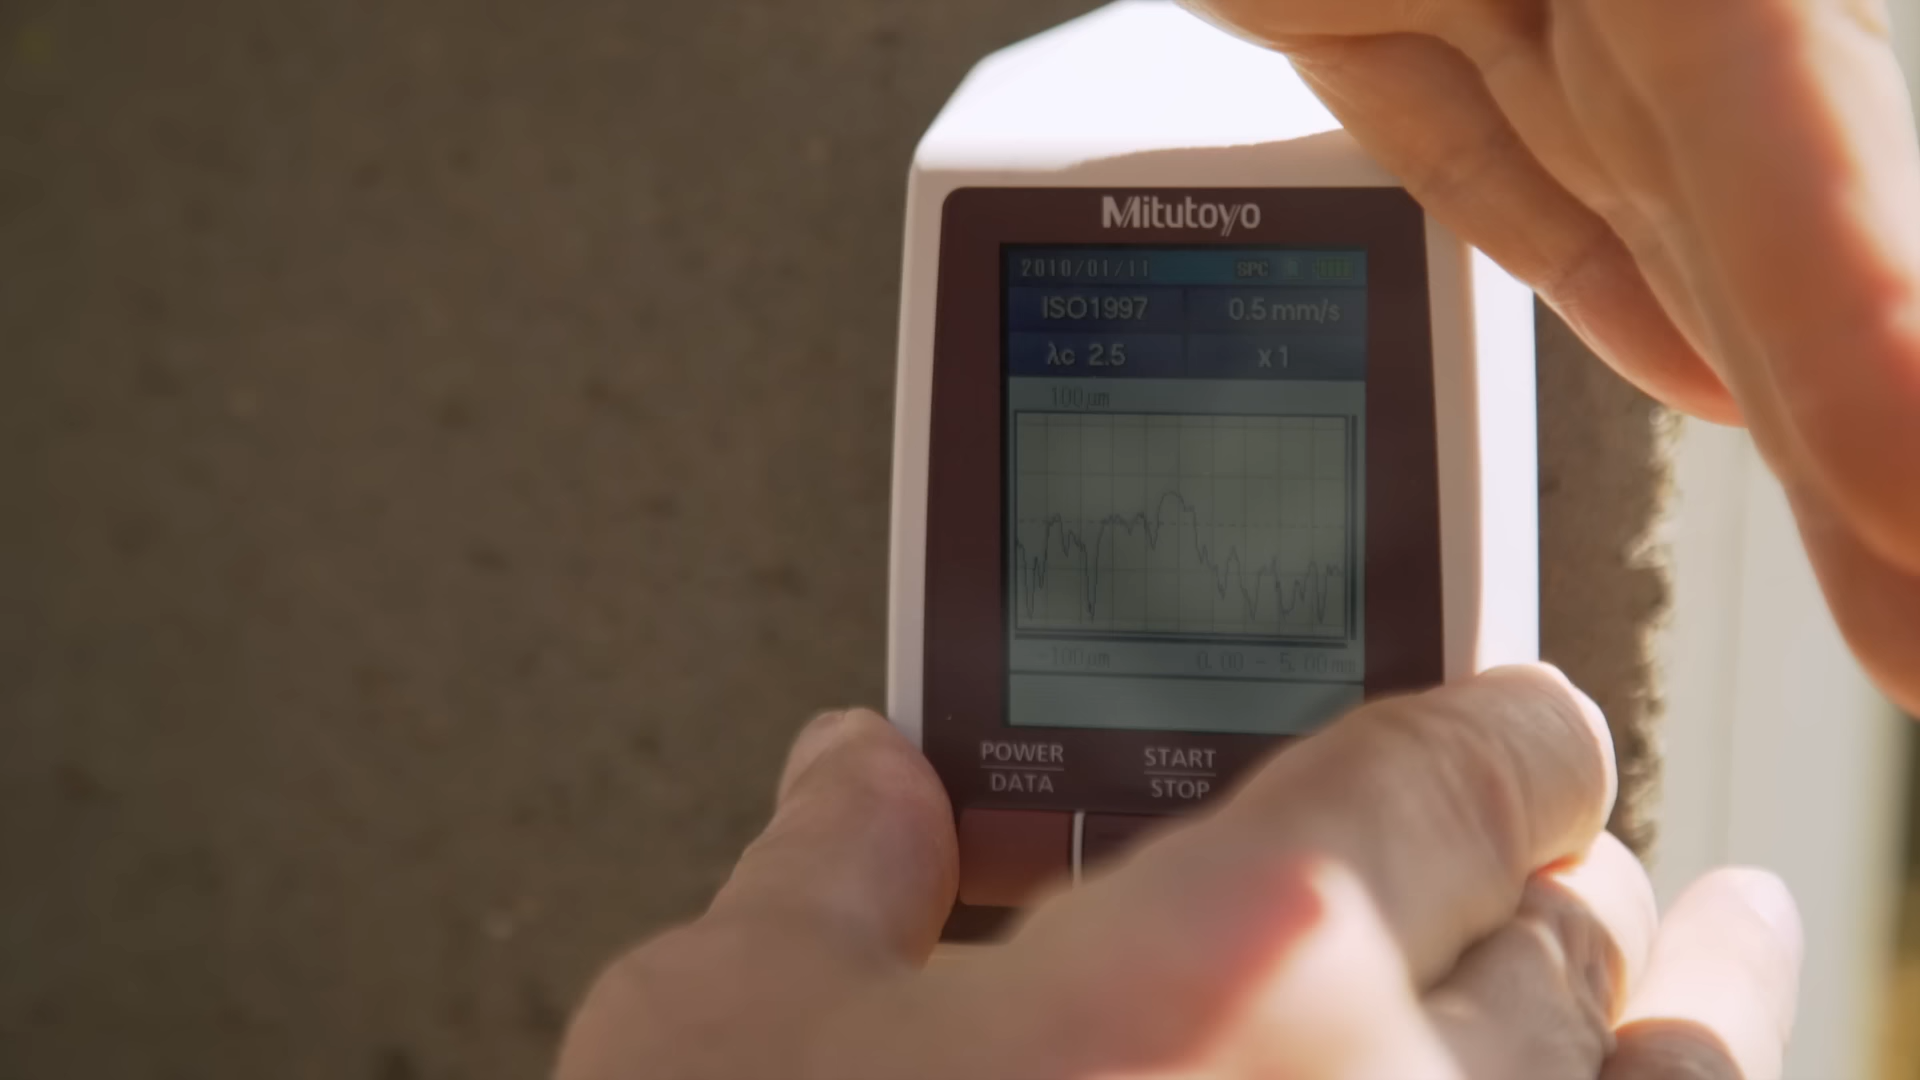 Mitutoyo
2010/01/11 SPC
ISO1997 0.5mm/s
λc 2.5 x1
100μm
-100μm 0.00 - 5.00mm
POWER START
DATA STOP